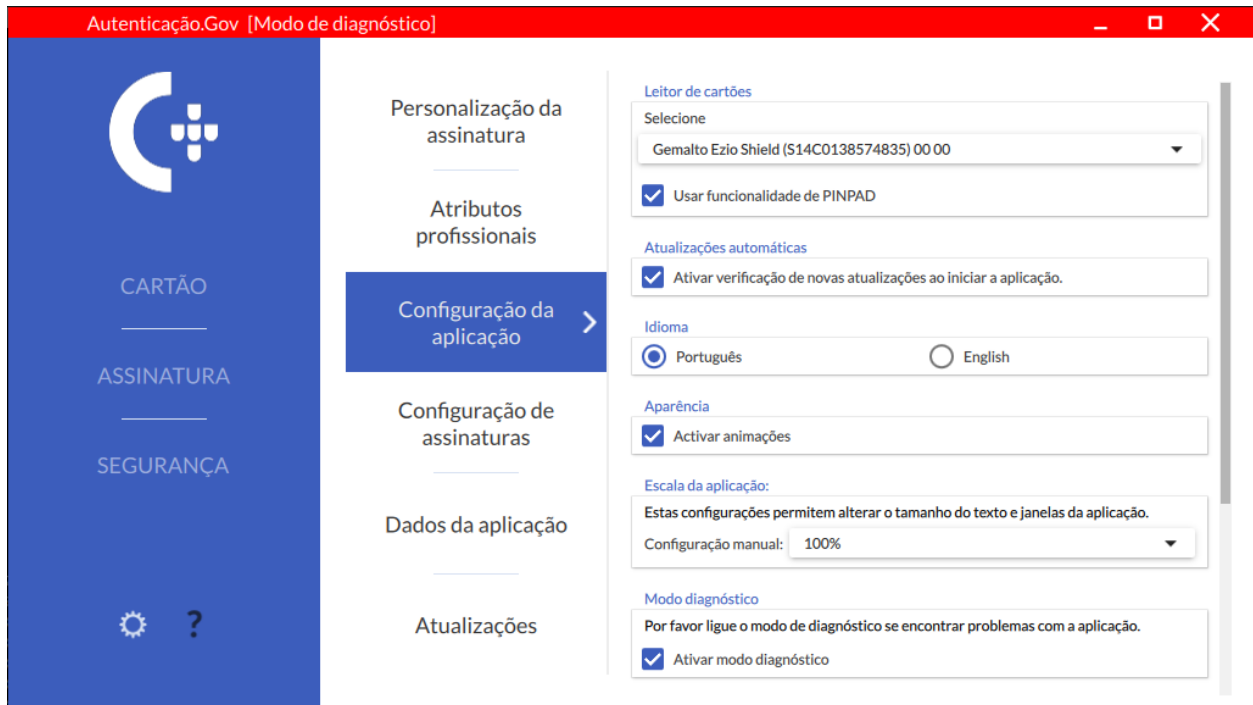 Autenticação.Gov [Modo de diagnóstico]
CARTÃO
ASSINATURA
SEGURANÇA
?
Personalização da
assinatura
Atributos
profissionais
Configuração da
aplicação
Configuração de
assinaturas
Dados da aplicação
Atualizações
Leitor de cartões
Selecione
Gemalto Ezio Shield (S14C0138574835) 00 00
Usar funcionalidade de PINPAD
Atualizações automáticas
Ativar verificação de novas atualizações ao iniciar a aplicação.
Idioma
Português English
Aparência
Activar animações
Escala da aplicação:
Estas configurações permitem alterar o tamanho do texto e janelas da aplicação.
Configuração manual: 100%
Modo diagnóstico
Por favor ligue o modo de diagnóstico se encontrar problemas com a aplicação.
Ativar modo diagnóstico